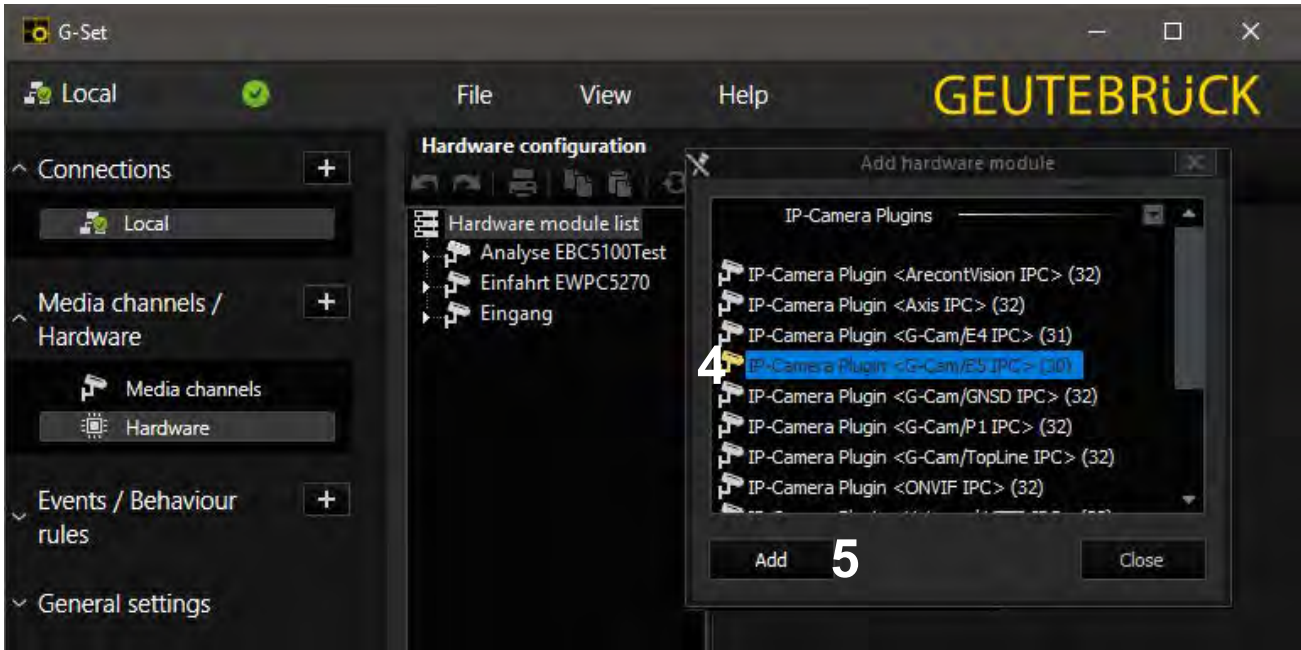 G-Set
Local
File View Help
GEUTEBRÜCK
Connections +
Local
Media channels /
Hardware +
Media channels
Hardware
Events / Behaviour
rules +
General settings
Hardware configuration
Hardware module list
Analyse EBC5100Test
Einfahrt EWPC5270
Eingang
Add hardware module
IP-Camera Plugins
IP-Camera Plugin <ArecontVision IPC> (32)
IP-Camera Plugin <Axis IPC> (32)
IP-Camera Plugin <G-Cam/E4 IPC> (31)
4 IP-Camera Plugin <G-Cam/E5 IPC> (30)
IP-Camera Plugin <G-Cam/GNSD IPC> (32)
IP-Camera Plugin <G-Cam/P1 IPC> (32)
IP-Camera Plugin <G-Cam/TopLine IPC> (32)
IP-Camera Plugin <ONVIF IPC> (32)
Add 5 Close